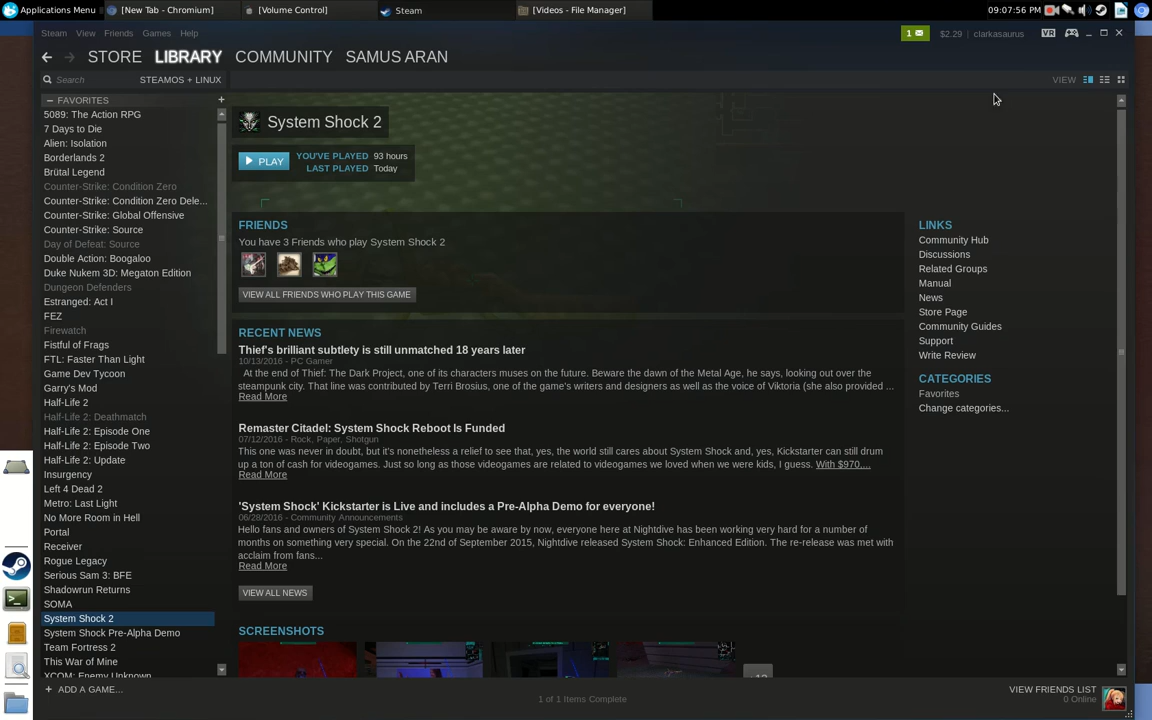 Applications Menu
[New Tab - Chromium]
[Volume Control]
Steam
[Videos - File Manager]
09:07:56 PM
Steam View Friends Games Help
1
$2.29 | clarkasaurus
VR
STORE LIBRARY COMMUNITY SAMUS ARAN
Search
STEAMOS + LINUX
VIEW
− FAVORITES +
5089: The Action RPG
7 Days to Die
Alien: Isolation
Borderlands 2
Brütal Legend
Counter-Strike: Condition Zero
Counter-Strike: Condition Zero Dele...
Counter-Strike: Global Offensive
Counter-Strike: Source
Day of Defeat: Source
Double Action: Boogaloo
Duke Nukem 3D: Megaton Edition
Dungeon Defenders
Estranged: Act I
FEZ
Firewatch
Fistful of Frags
FTL: Faster Than Light
Game Dev Tycoon
Garry's Mod
Half-Life 2
Half-Life 2: Deathmatch
Half-Life 2: Episode One
Half-Life 2: Episode Two
Half-Life 2: Update
Insurgency
Left 4 Dead 2
Metro: Last Light
No More Room in Hell
Portal
Receiver
Rogue Legacy
Serious Sam 3: BFE
Shadowrun Returns
SOMA
System Shock 2
System Shock Pre-Alpha Demo
Team Fortress 2
This War of Mine
XCOM: Enemy Unknown
+ ADD A GAME...
System Shock 2
PLAY
YOU'VE PLAYED 93 hours
LAST PLAYED Today
FRIENDS
You have 3 Friends who play System Shock 2
VIEW ALL FRIENDS WHO PLAY THIS GAME
RECENT NEWS
Thief's brilliant subtlety is still unmatched 18 years later
10/13/2016 - PC Gamer
At the end of Thief: The Dark Project, one of its characters muses on the future. Beware the dawn of the Metal Age, he says, looking out over the
steampunk city. That line was contributed by Terri Brosius, one of the game's writers and designers as well as the voice of Viktoria (she also provided ...
Read More
Remaster Citadel: System Shock Reboot Is Funded
07/12/2016 - Rock, Paper, Shotgun
This one was never in doubt, but it's nonetheless a relief to see that, yes, the world still cares about System Shock and, yes, Kickstarter can still drum
up a ton of cash for videogames. Just so long as those videogames are related to videogames we loved when we were kids, I guess. With $970,...
Read More
'System Shock' Kickstarter is Live and includes a Pre-Alpha Demo for everyone!
06/28/2016 - Community Announcements
Hello fans and owners of System Shock 2! As you may be aware by now, everyone here at Nightdive has been working very hard for a number of
months on something very special. On the 22nd of September 2015, Nightdive released System Shock: Enhanced Edition. The re-release was met with
acclaim from fans...
Read More
VIEW ALL NEWS
SCREENSHOTS
LINKS
Community Hub
Discussions
Related Groups
Manual
News
Store Page
Community Guides
Support
Write Review
CATEGORIES
Favorites
Change categories...
1 of 1 Items Complete
VIEW FRIENDS LIST
0 Online